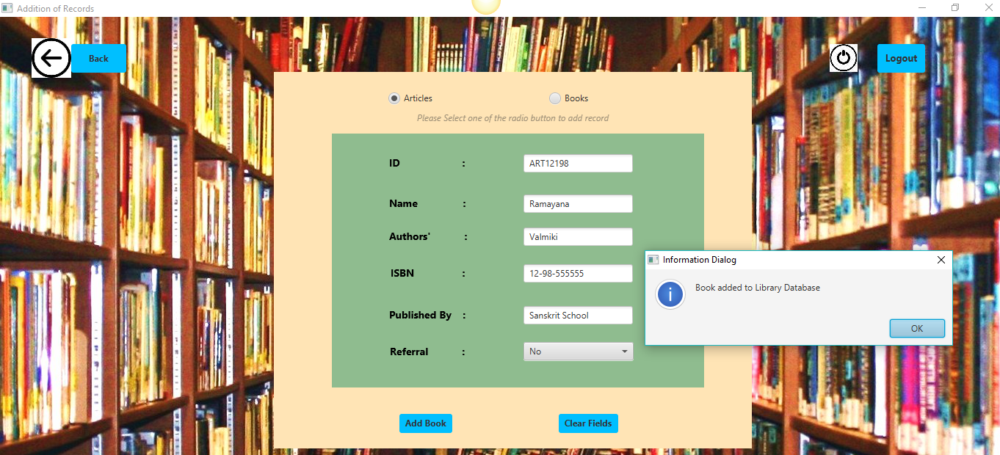 Addition of Records
Back
Logout
Articles
Books
Please Select one of the radio button to add record
ID : ART12198
Name : Ramayana
Authors' : Valmiki
ISBN : 12-98-555555
Published By : Sanskrit School
Referral : No
Information Dialog
Book added to Library Database
OK
Add Book
Clear Fields